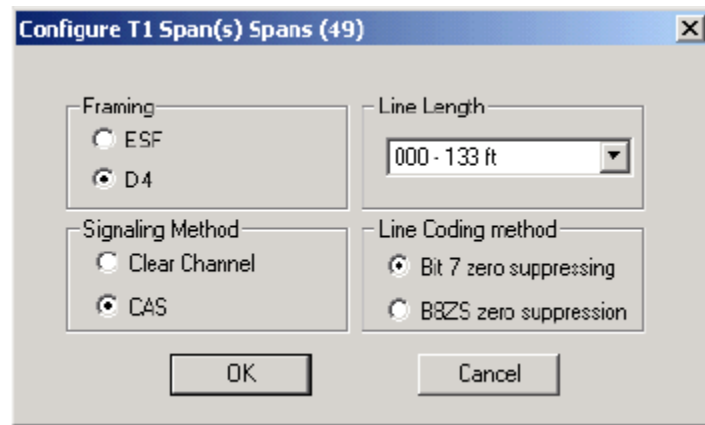 Configure T1 Span(s) Spans (49)
Framing
ESF
D4
Line Length
000 - 133 ft
Signaling Method
Clear Channel
CAS
Line Coding method
Bit 7 zero suppressing
B8ZS zero suppression
OK
Cancel